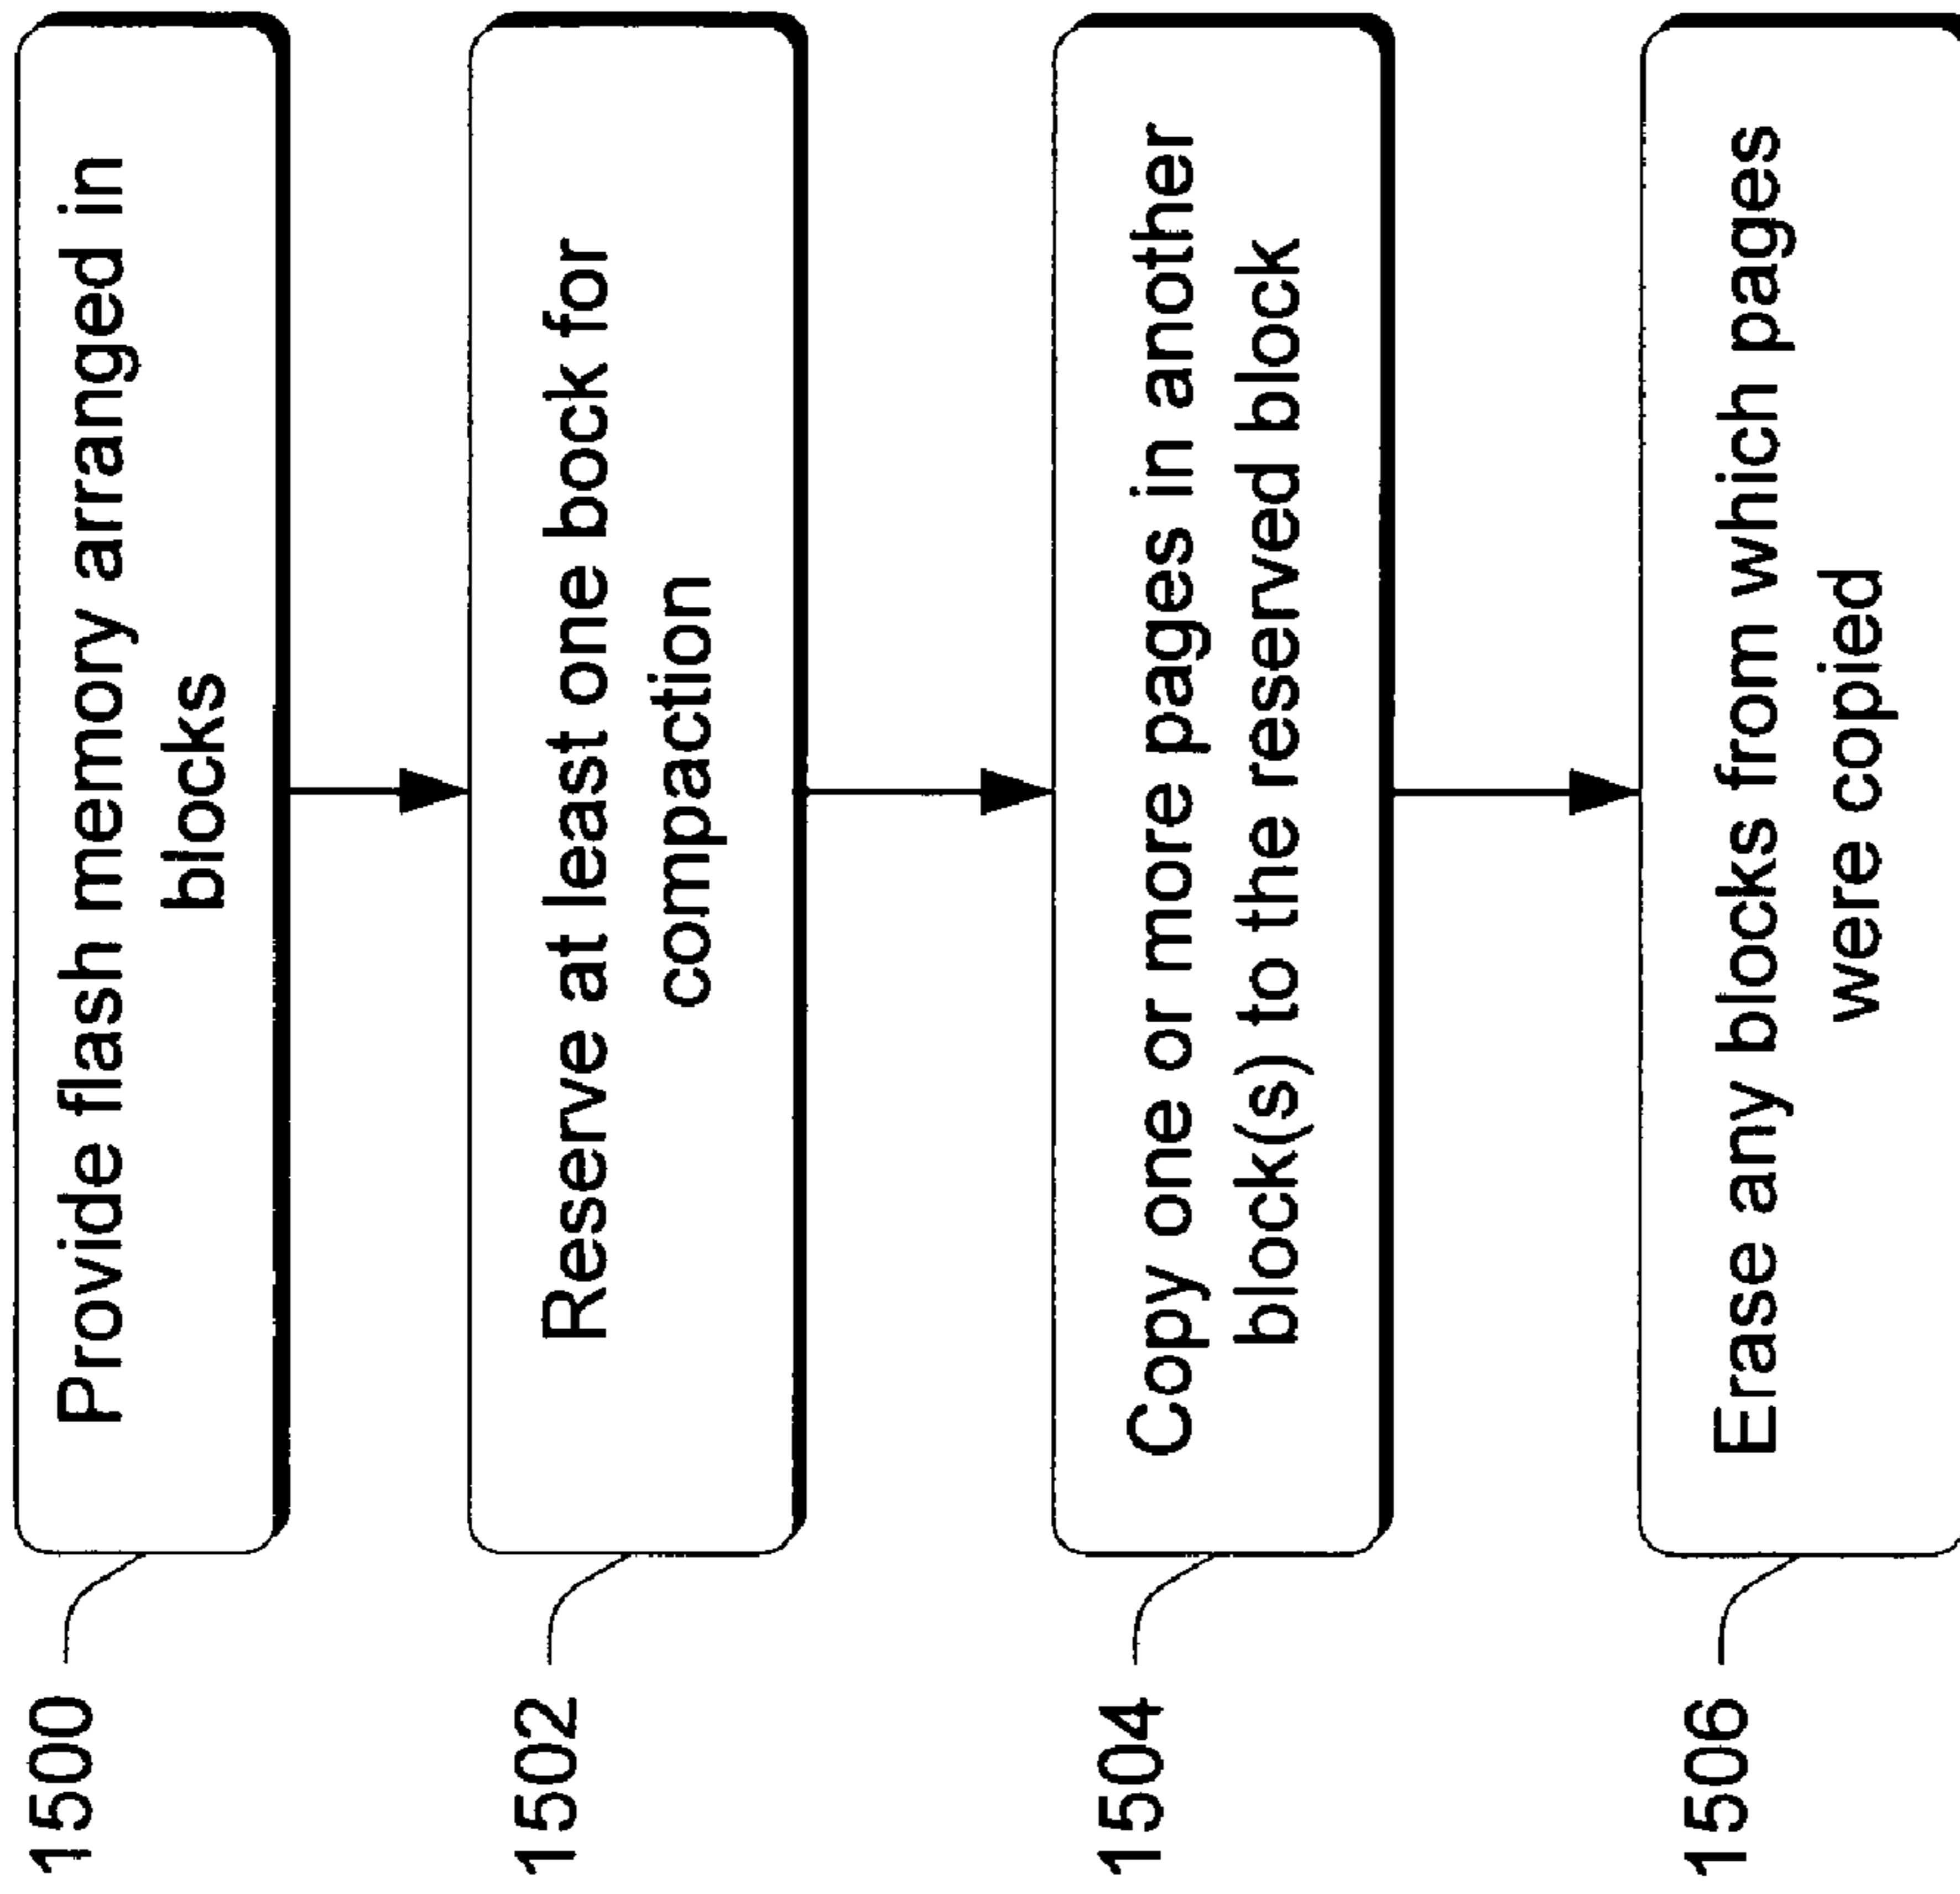 1500
Provide flash memory arranged in
blocks
1502
Reserve at least one bock for
compaction
1504
Copy one or more pages in another
block(s) to the reserved block
1506
Erase any blocks from which pages
were copied